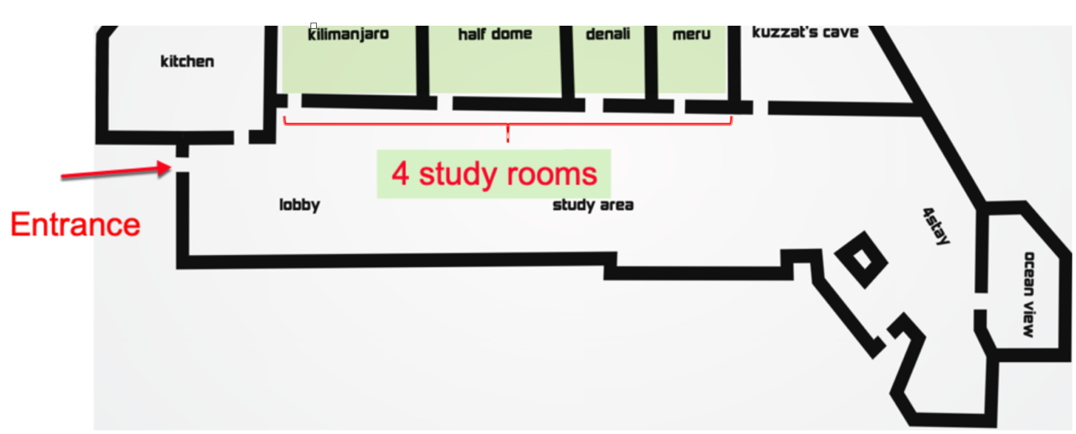 kilimanjaro
half dome
denali
meru
kuzzat's cave
kitchen
4 study rooms
Entrance
lobby
study area
4stay
ocean view